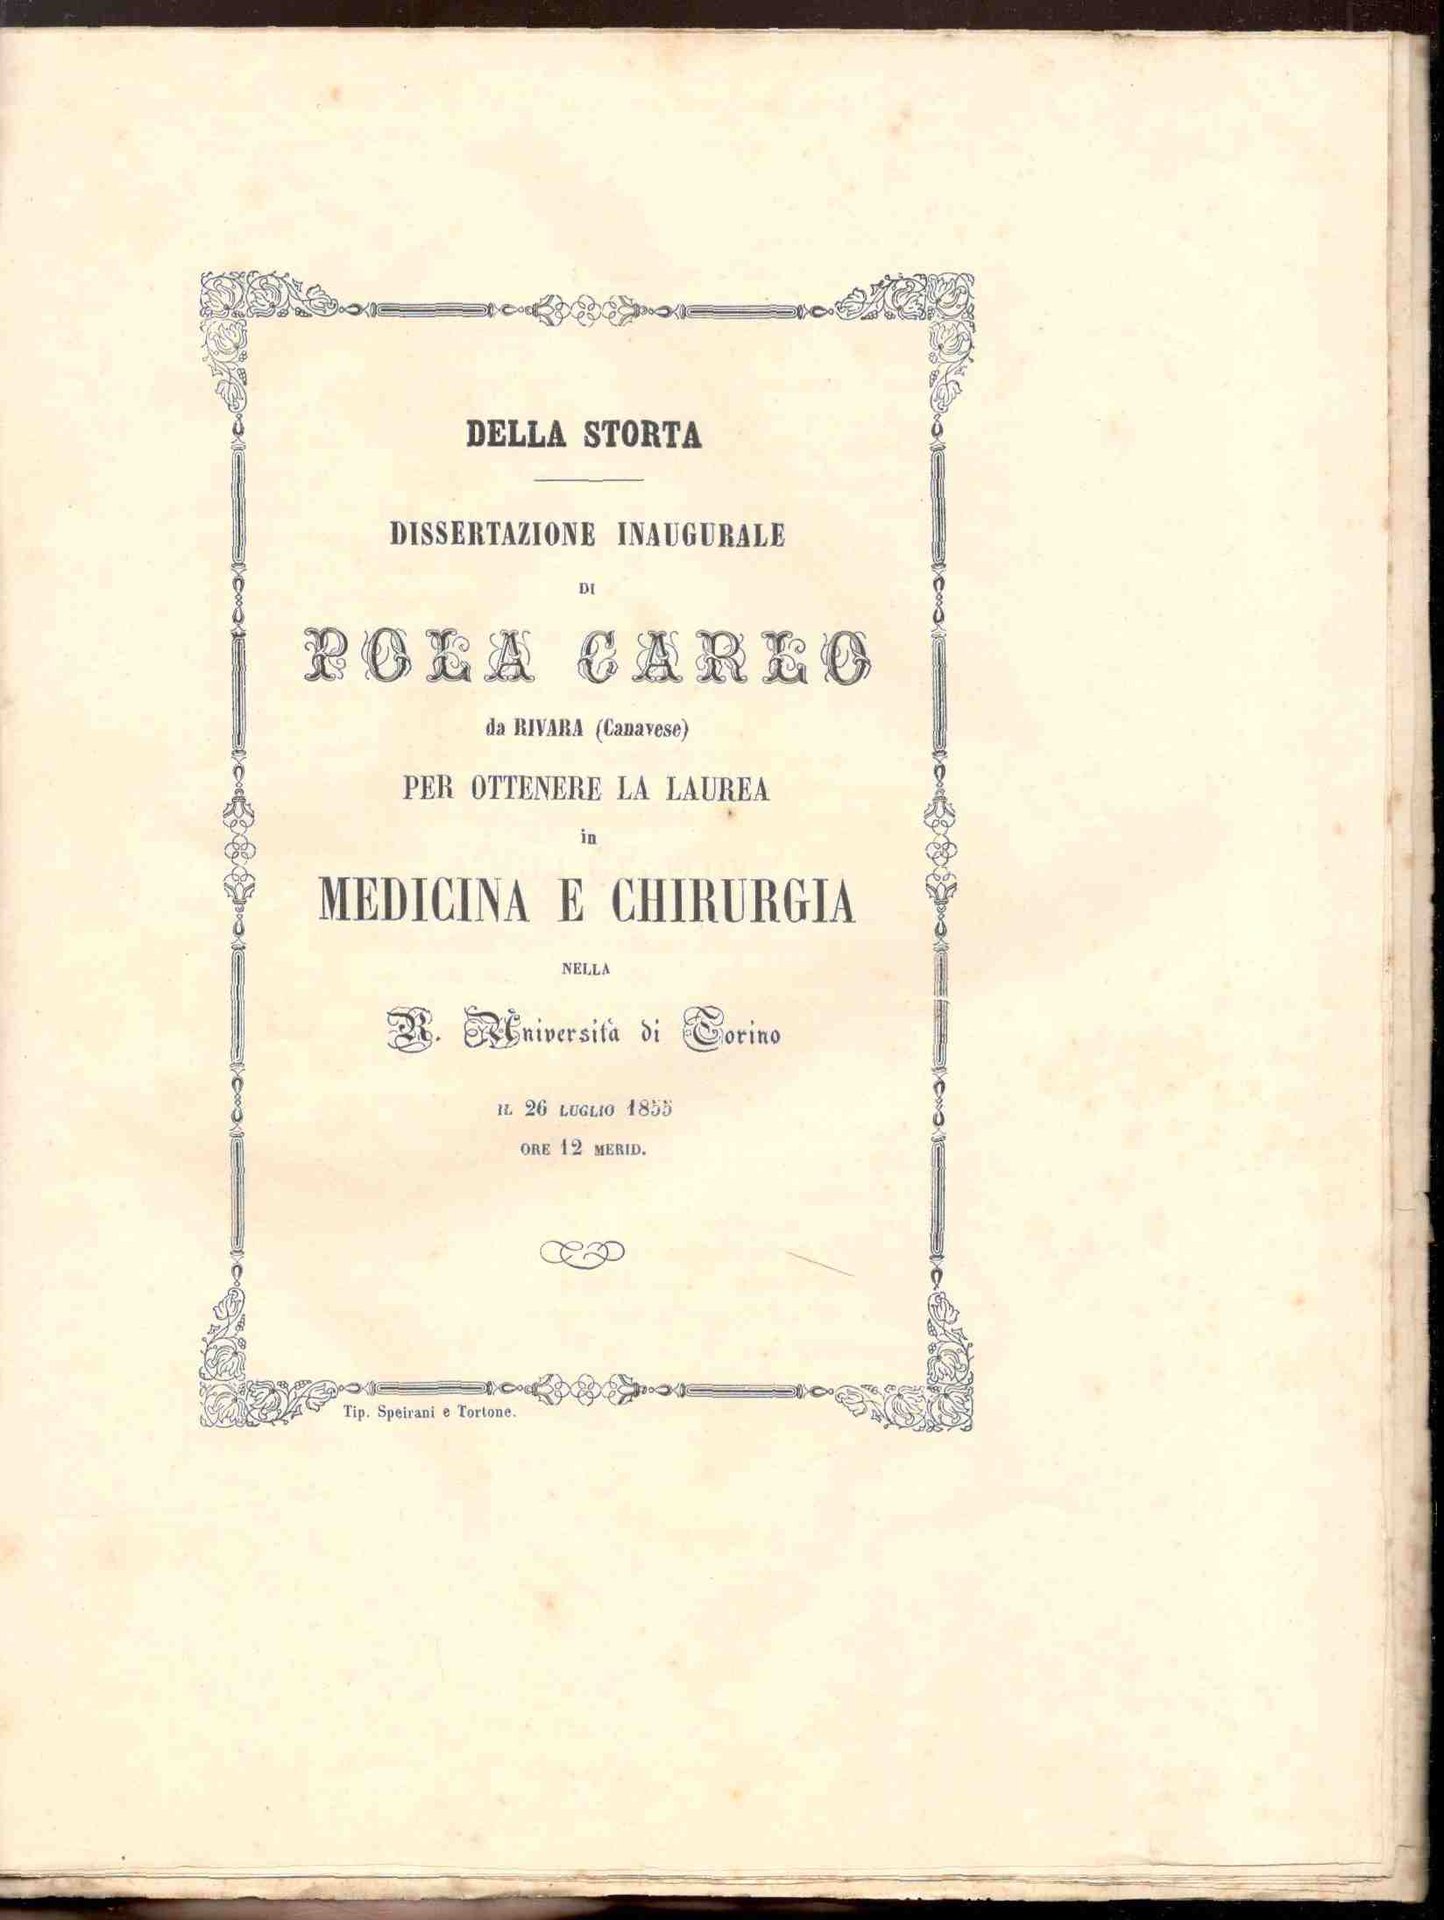 DELLA STORTA
DISSERTAZIONE INAUGURALE
DI
POLA CARLO
da RIVARA (Canavese)
PER OTTENERE LA LAUREA
in
MEDICINA E CHIRURGIA
NELLA
R. Università di Torino
IL 26 LUGLIO 1855
ORE 12 MERID.
Tip. Speirani e Tortone.